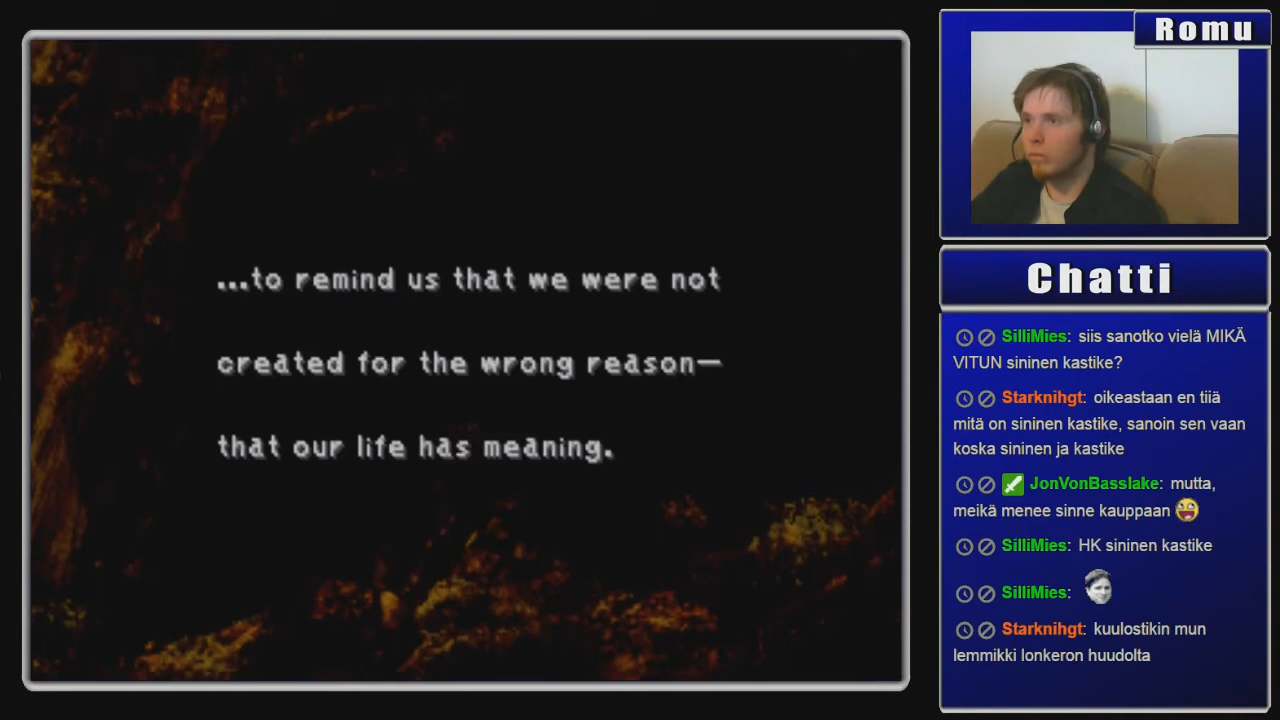 ...to remind us that we were not
created for the wrong reason—
that our life has meaning.
Romu
Chatti
SilliMies: siis sanotko vielä MIKÄ
VITUN sininen kastike?
Starknihgt: oikeastaan en tiiä
mitä on sininen kastike, sanoin sen vaan
koska sininen ja kastike
JonVonBasslake: mutta,
meikä menee sinne kauppaan
SilliMies: HK sininen kastike
SilliMies:
Starknihgt: kuulostikin mun
lemmikki lonkeron huudolta